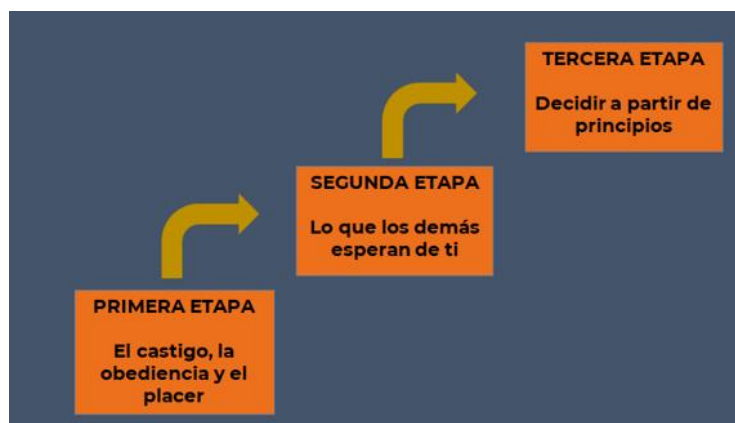 TERCERA ETAPA
Decidir a partir de
principios
SEGUNDA ETAPA
Lo que los demás
esperan de ti
PRIMERA ETAPA
El castigo, la
obediencia y el
placer